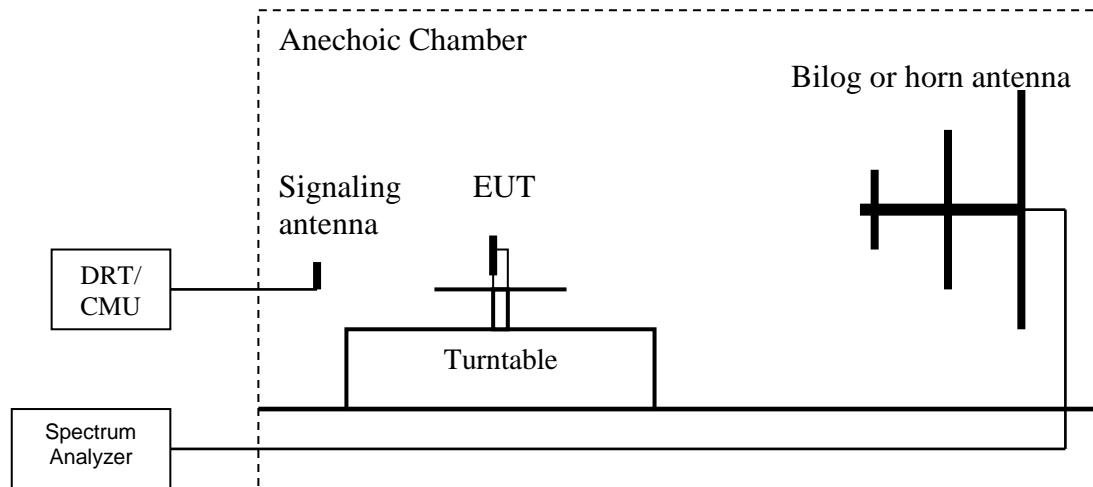 Anechoic Chamber
Bilog or horn antenna
Signaling
antenna
EUT
DRT/
CMU
Turntable
Spectrum
Analyzer